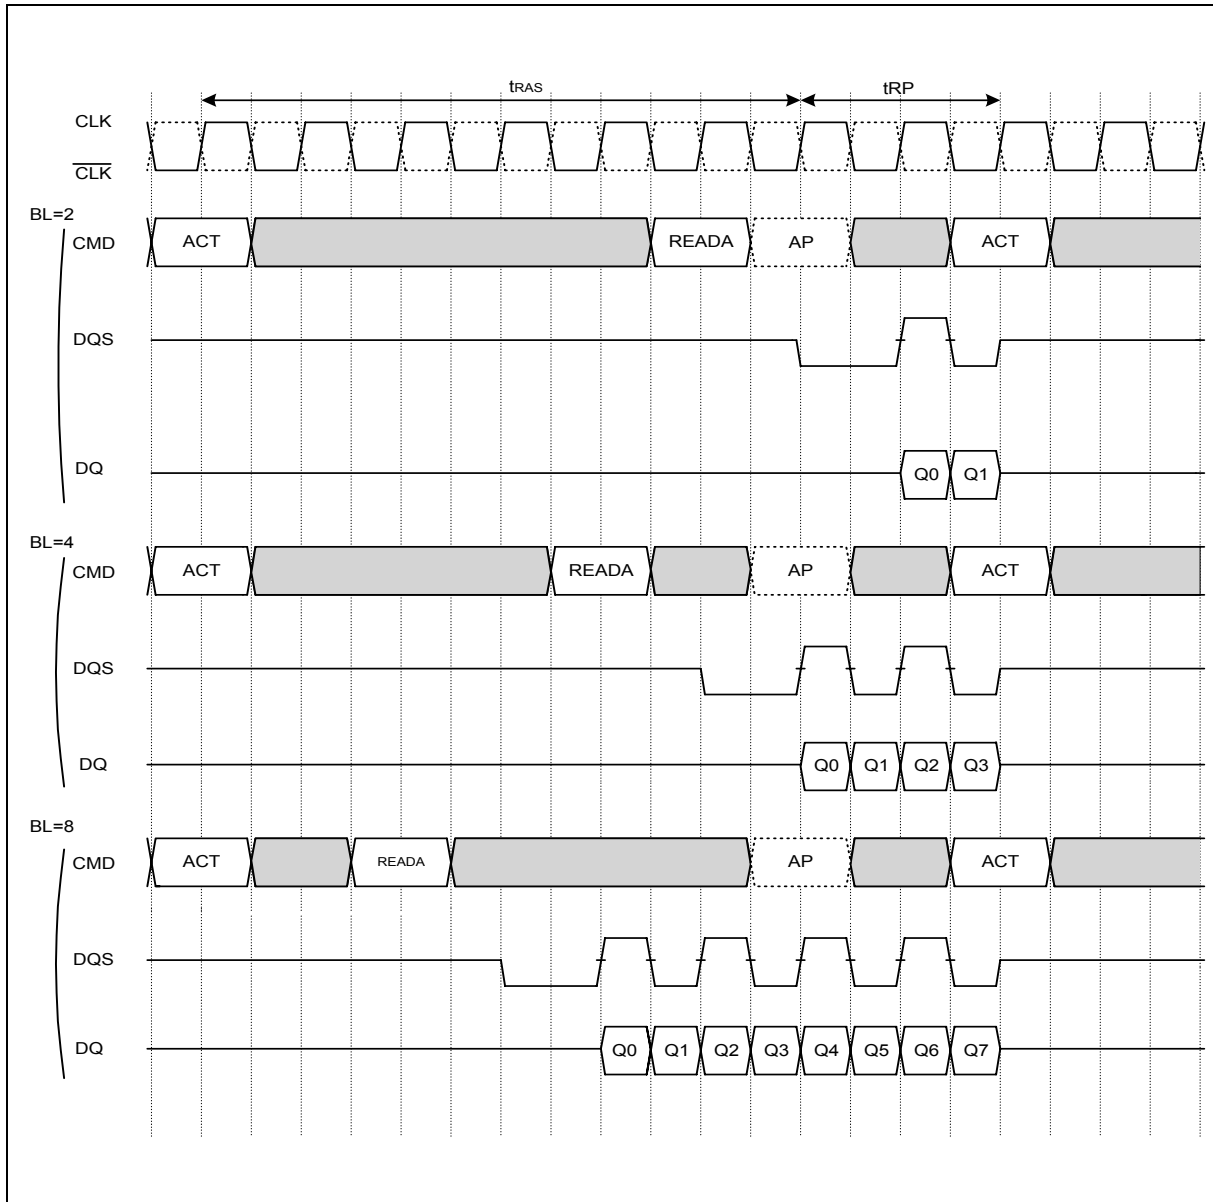 tRAS tRP
CLK
CLK
BL=2
CMD ACT READA AP ACT
DQS
DQ Q0 Q1
BL=4
CMD ACT READA AP ACT
DQS
DQ Q0 Q1 Q2 Q3
BL=8
CMD ACT READA AP ACT
DQS
DQ Q0 Q1 Q2 Q3 Q4 Q5 Q6 Q7